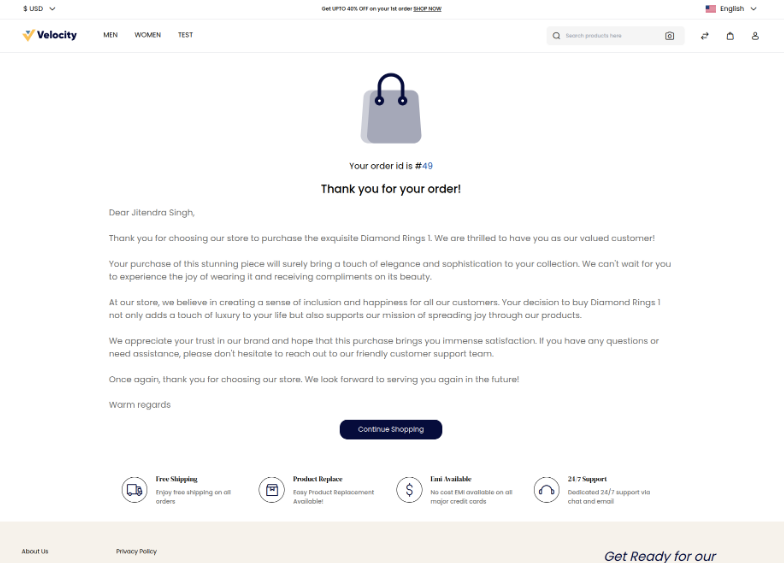 $ USD
Get UPTO 40% OFF on your 1st order SHOP NOW
English
Velocity
MEN
WOMEN
TEST
Search products here
Your order id is #49
Thank you for your order!
Dear Jitendra Singh,
Thank you for choosing our store to purchase the exquisite Diamond Rings 1. We are thrilled to have you as our valued customer!
Your purchase of this stunning piece will surely bring a touch of elegance and sophistication to your collection. We can't wait for you
to experience the joy of wearing it and receiving compliments on its beauty.
At our store, we believe in creating a sense of inclusion and happiness for all our customers. Your decision to buy Diamond Rings 1
not only adds a touch of luxury to your life but also supports our mission of spreading joy through our products.
We appreciate your trust in our brand and hope that this purchase brings you immense satisfaction. If you have any questions or
need assistance, please don't hesitate to reach out to our friendly customer support team.
Once again, thank you for choosing our store. We look forward to serving you again in the future!
Warm regards
Continue Shopping
Free Shipping
Enjoy free shipping on all
orders
Product Replace
Easy Product Replacement
Available!
Emi Available
No cost EMI available on all
major credit cards
24/7 Support
Dedicated 24/7 support via
chat and email
About Us
Privacy Policy
Get Ready for our